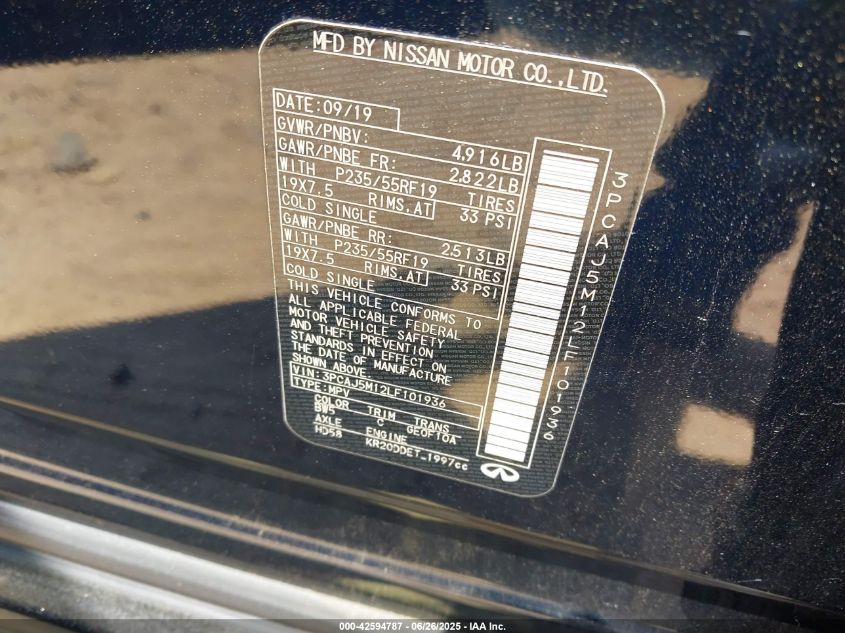 MFD BY NISSAN MOTOR CO.,LTD.
DATE:09/19
GVWR/PNBV: 4,916LB
GAWR/PNBE FR: 2,822LB
WITH P235/55RF19 TIRES
19X7.5 RIMS,AT 33 PSI
COLD SINGLE
GAWR/PNBE RR: 2,513LB
WITH P235/55RF19 TIRES
19X7.5 RIMS,AT 33 PSI
COLD SINGLE
THIS VEHICLE CONFORMS TO
ALL APPLICABLE FEDERAL
MOTOR VEHICLE SAFETY
AND THEFT PREVENTION
STANDARDS IN EFFECT ON
THE DATE OF MANUFACTURE
SHOWN ABOVE
VIN: 3PCAJ5M12LF101936
TYPE: MPV
COLOR TRIM TRANS
BW5 C GE0F10A
AXLE ENGINE
HD58 KR20DDET_1997cc
3PCAJ5M12LF101936
000-42594787 - 06/26/2025 - IAA Inc.